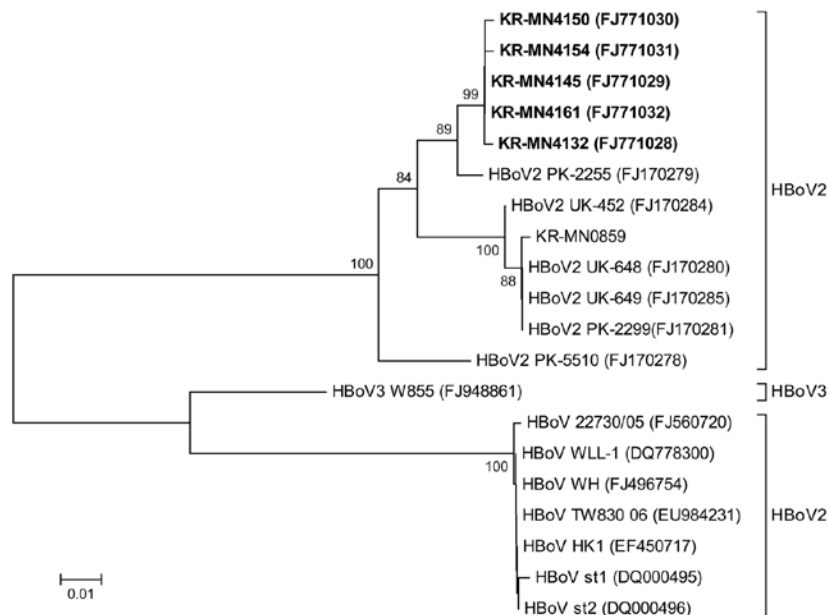 KR-MN4150 (FJ771030)
KR-MN4154 (FJ771031)
KR-MN4145 (FJ771029)
99
KR-MN4161 (FJ771032)
89
KR-MN4132 (FJ771028)
HBoV2 PK-2255 (FJ170279)
84
HBoV2
HBoV2 UK-452 (FJ170284)
KR-MN0859
100
HBoV2 UK-648 (FJ170280)
100
88
HBoV2 UK-649 (FJ170285)
HBoV2 PK-2299(FJ170281)
HBoV2 PK-5510 (FJ170278)
HBoV3 W855 (FJ948861)
HBoV3
HBoV 22730/05 (FJ560720)
HBoV WLL-1 (DQ778300)
100
HBoV WH (FJ496754)
HBoV TW830 06 (EU984231)
HBoV2
HBoV HK1 (EF450717)
HBoV st1 (DQ000495)
0.01
HBoV st2 (DQ000496)